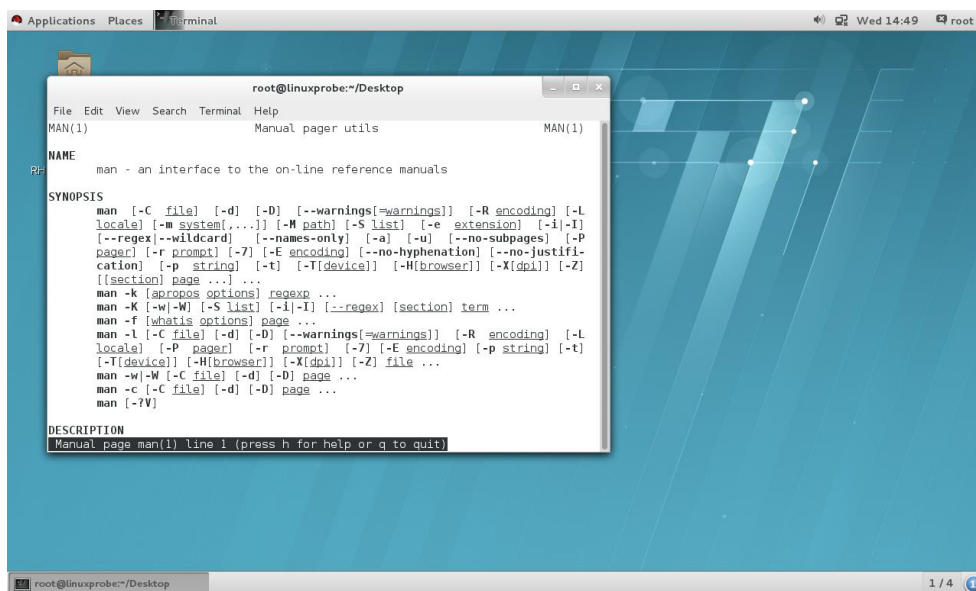 Applications Places Terminal
Wed 14:49 root
root@linuxprobe:~/Desktop
File Edit View Search Terminal Help
MAN(1) Manual pager utils MAN(1)
NAME
man - an interface to the on-line reference manuals
SYNOPSIS
man [-C file] [-d] [-D] [--warnings[=warnings]] [-R encoding] [-L
locale] [-m system[,...]] [-M path] [-S list] [-e extension] [-i|-I]
[--regex|--wildcard] [--names-only] [-a] [-u] [--no-subpages] [-P
pager] [-r prompt] [-7] [-E encoding] [--no-hyphenation] [--no-justifi-
cation] [-p string] [-t] [-T[device]] [-H[browser]] [-X[dpi]] [-Z]
[[section] page ...] ...
man -k [apropos options] regexp ...
man -K [-w|-W] [-S list] [-i|-I] [--regex] [section] term ...
man -f [whatis options] page ...
man -l [-C file] [-d] [-D] [--warnings[=warnings]] [-R encoding] [-L
locale] [-P pager] [-r prompt] [-7] [-E encoding] [-p string] [-t]
[-T[device]] [-H[browser]] [-X[dpi]] [-Z] file ...
man -w|-W [-C file] [-d] [-D] page ...
man -c [-C file] [-d] [-D] page ...
man [-?V]
DESCRIPTION
Manual page man(1) line 1 (press h for help or q to quit)
RH
root@linuxprobe:~/Desktop
1 / 4